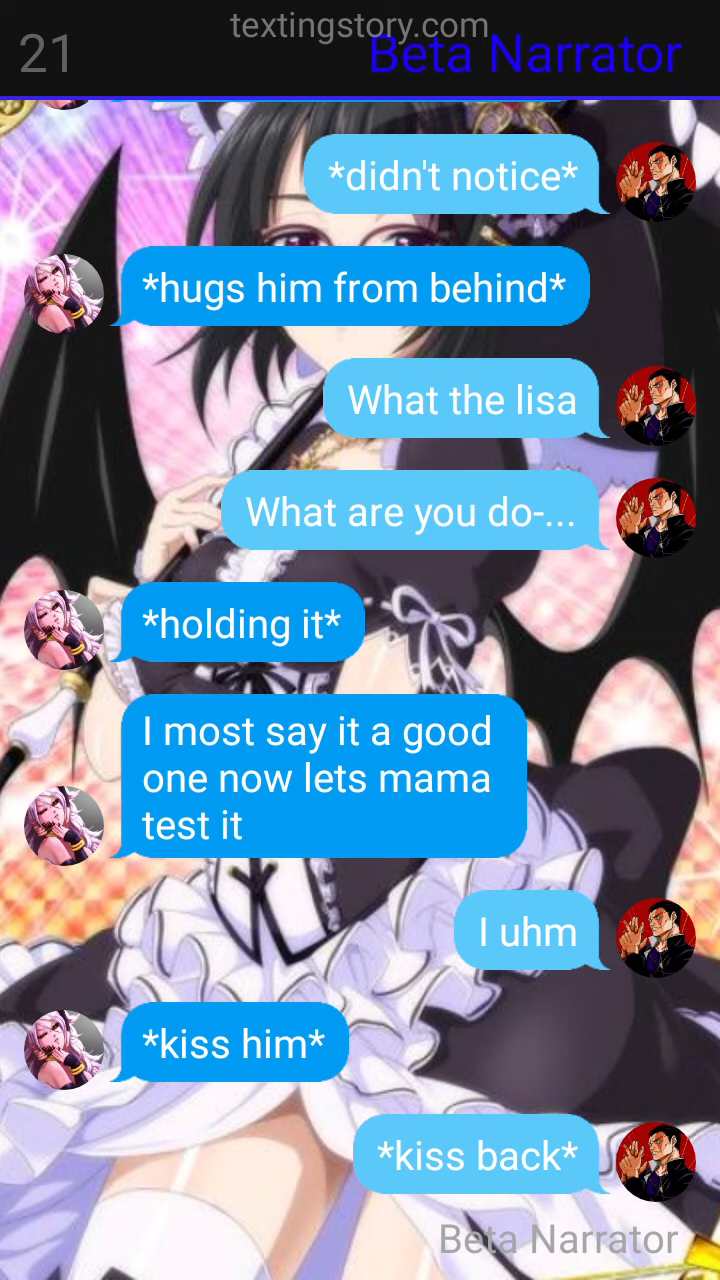 textingstory.com
21
Beta Narrator
*didn't notice*
*hugs him from behind*
What the lisa
What are you do-...
*holding it*
I most say it a good
one now lets mama
test it
I uhm
*kiss him*
*kiss back*
Beta Narrator